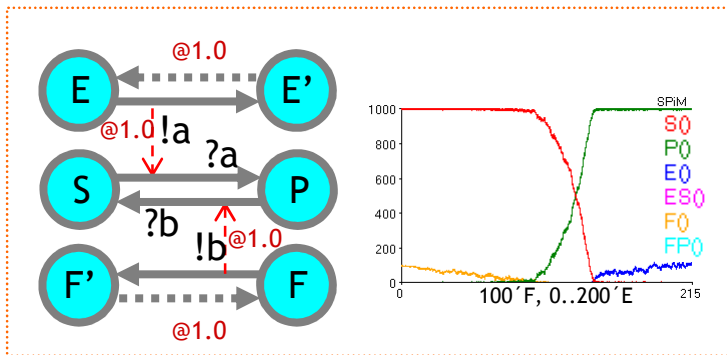 @1.0
E
E’
@1.0
!a
?a
S
P
?b
!b
@1.0
F’
F
@1.0
SPiM
1000
800
600
400
200
0
S()
P()
E()
ES()
F()
FP()
0
100´F, 0..200´E
215